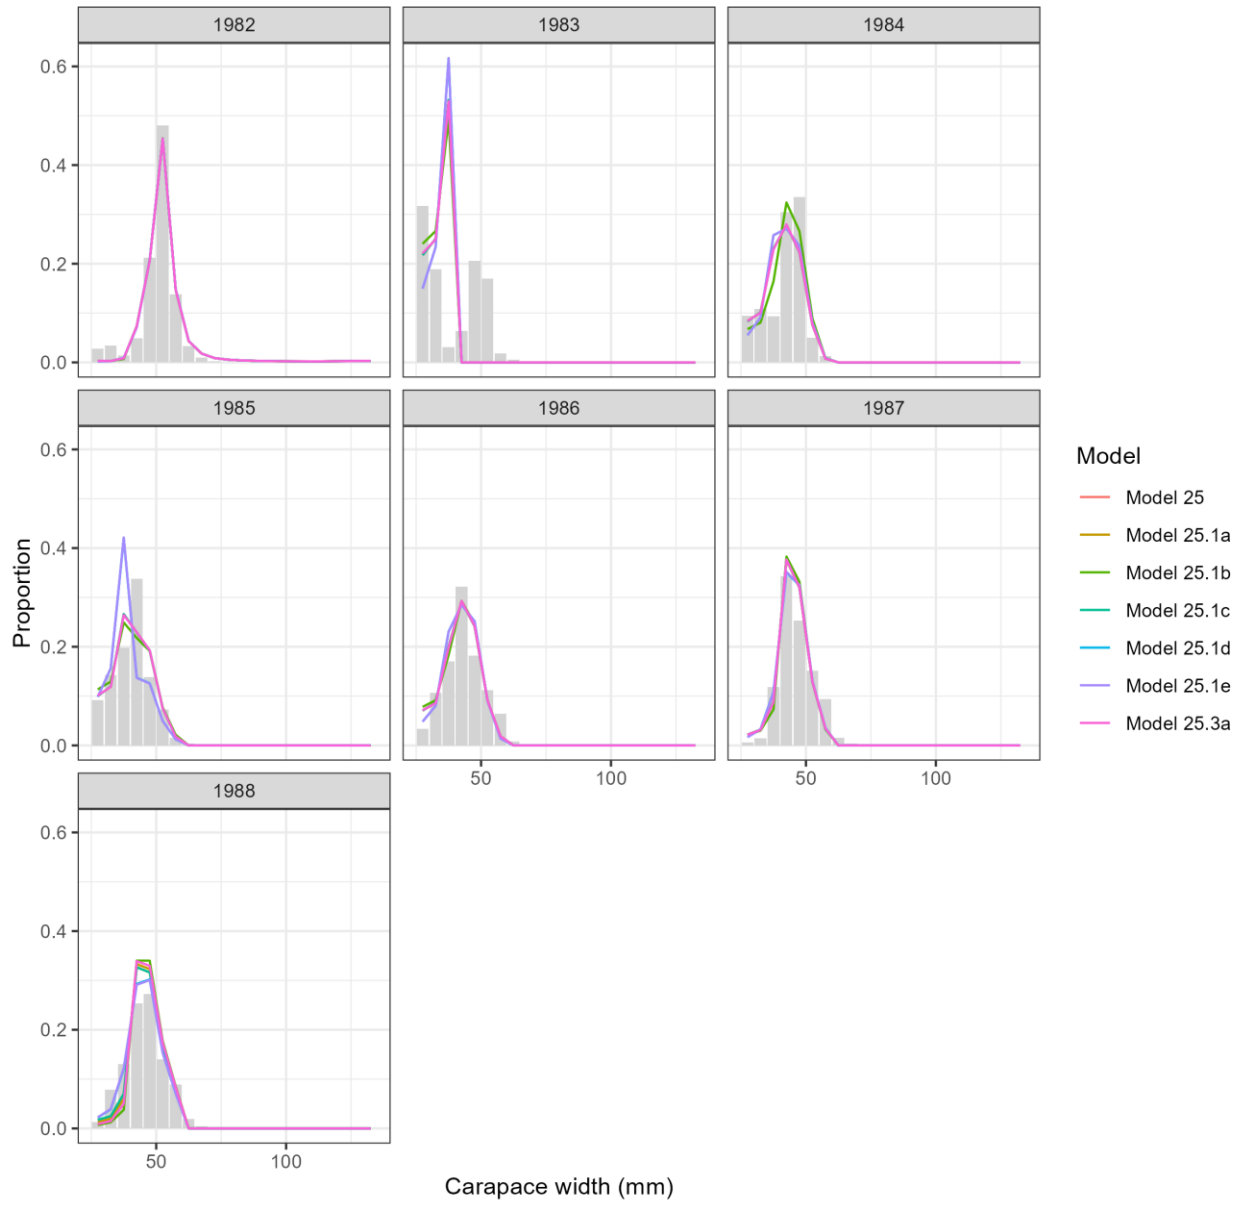 1982
1983
1984
0.6
0.4
0.2
0.0
1985
1986
1987
0.6
0.4
0.2
0.0
50
100
50
100
1988
0.6
0.4
0.2
0.0
50
100
Proportion
Carapace width (mm)
Model
Model 25
Model 25.1a
Model 25.1b
Model 25.1c
Model 25.1d
Model 25.1e
Model 25.3a